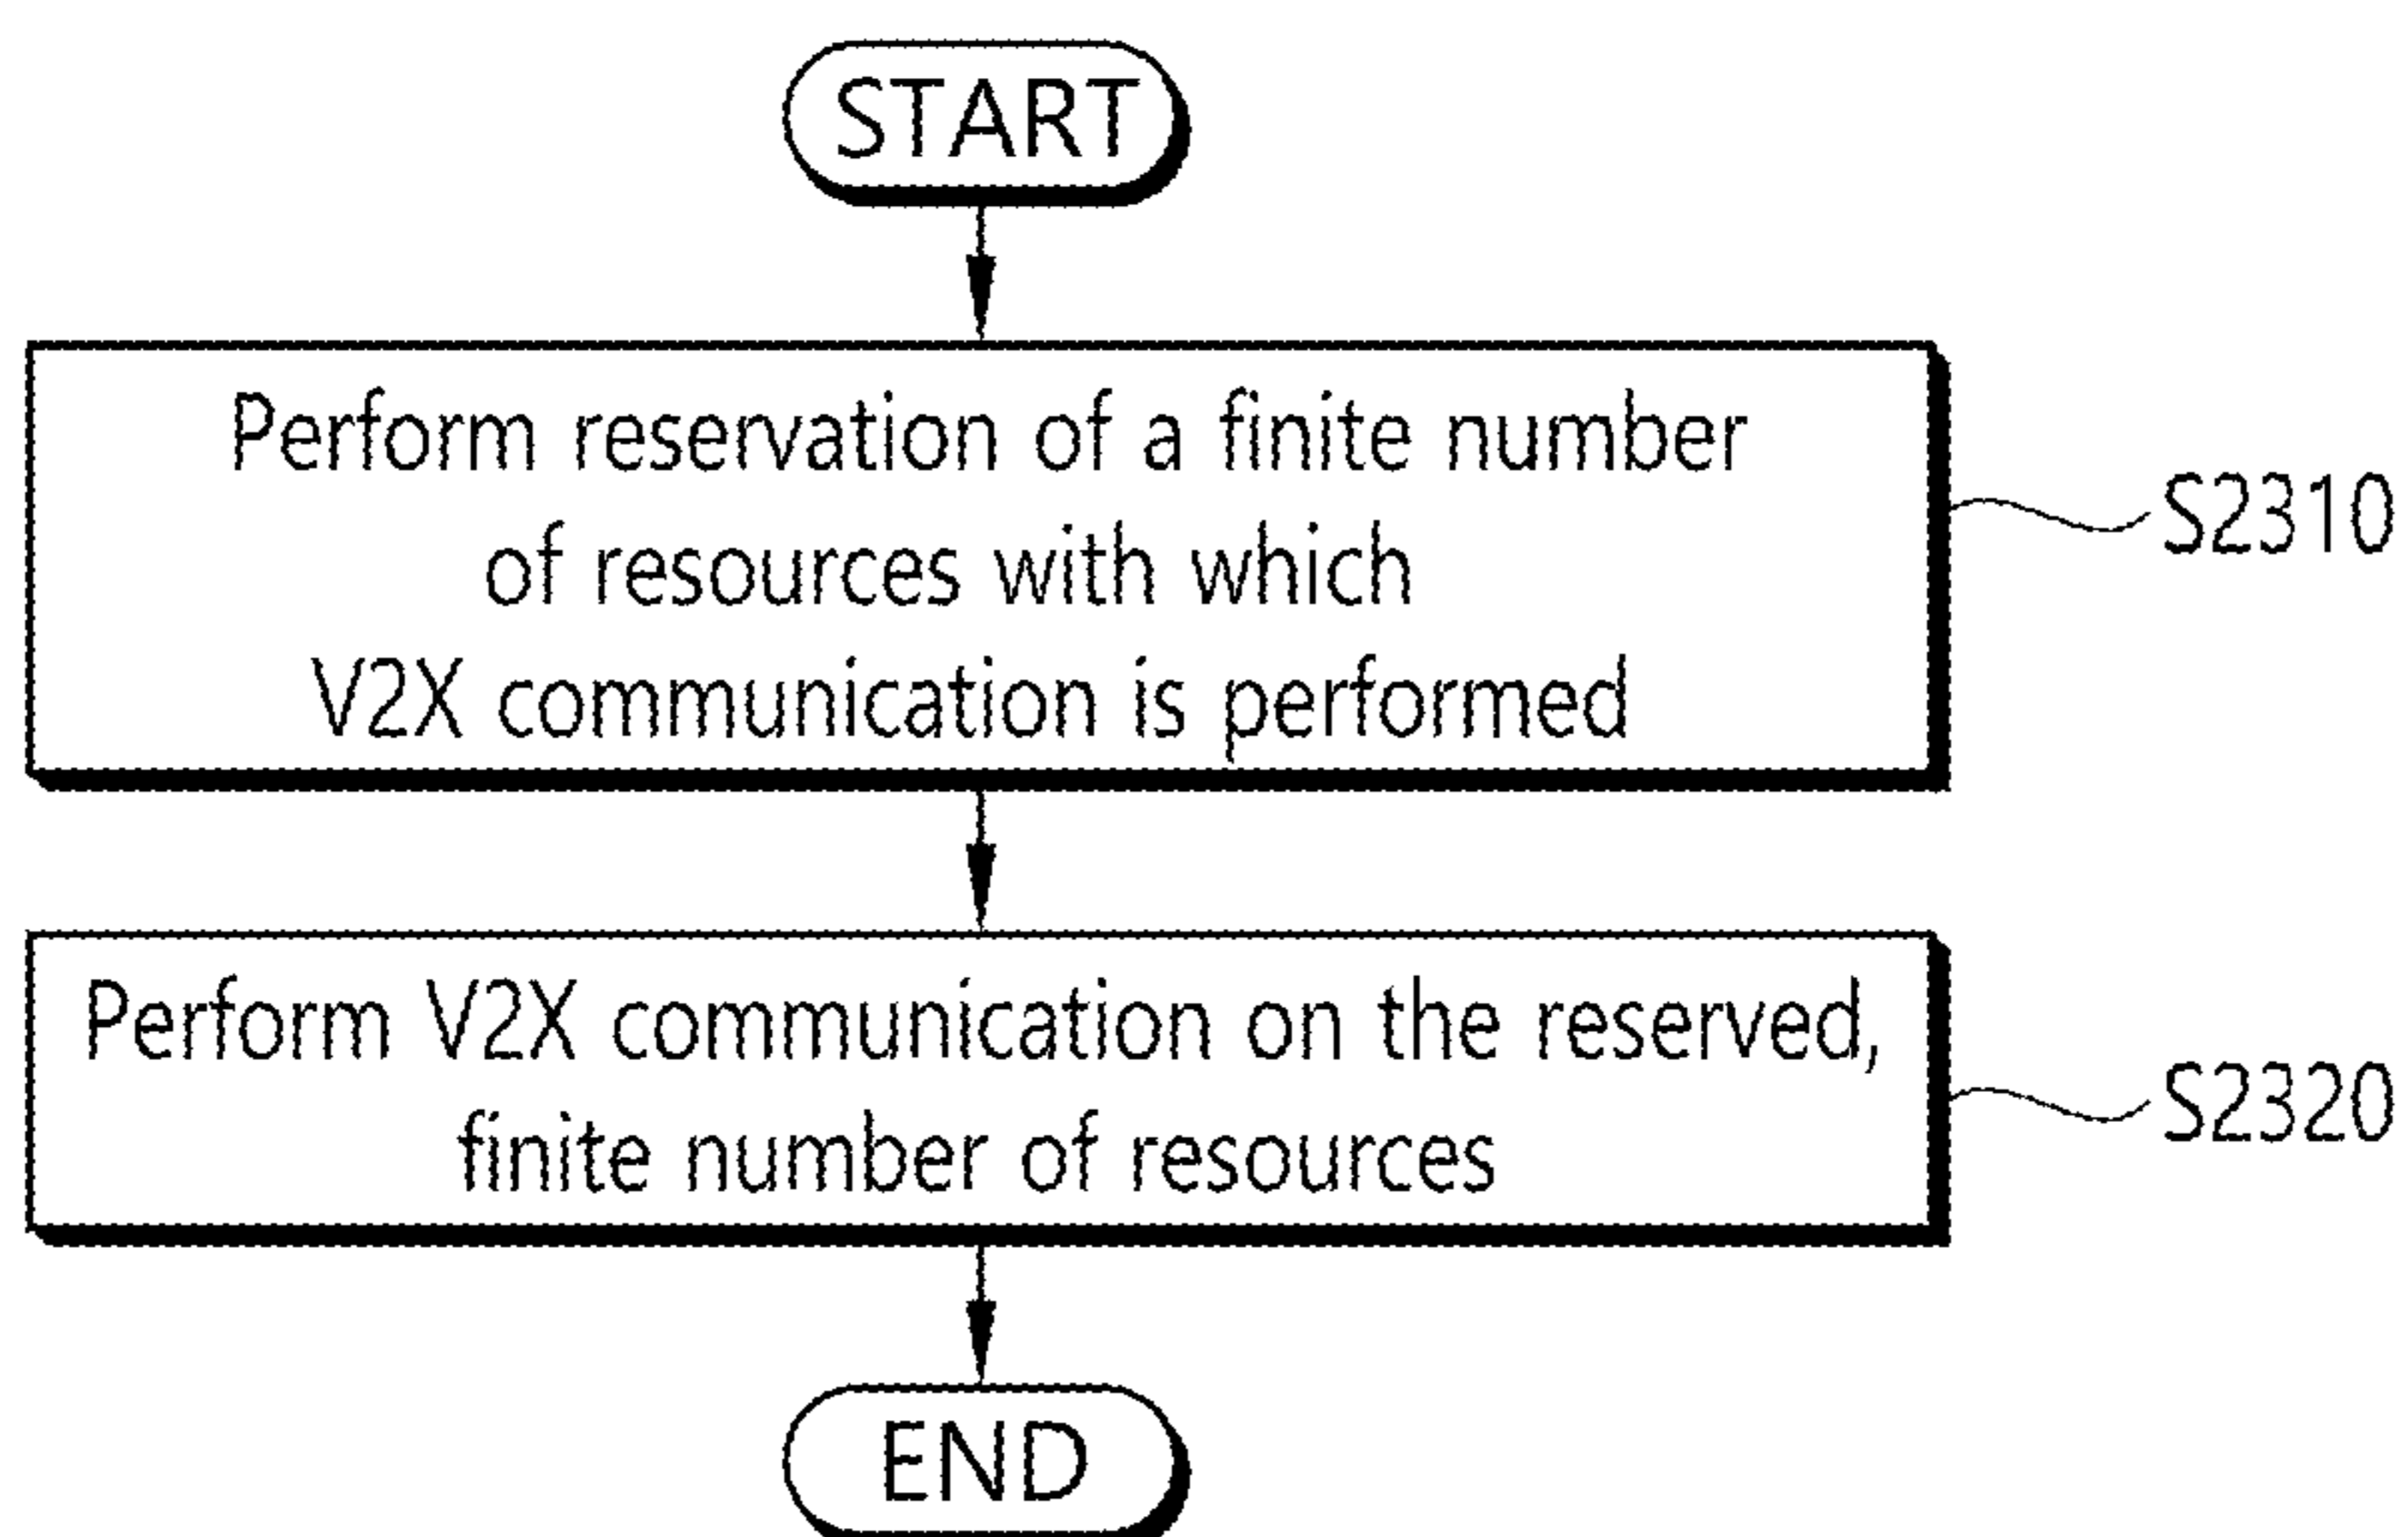 START
Perform reservation of a finite number
of resources with which
V2X communication is performed
S2310
Perform V2X communication on the reserved,
finite number of resources
S2320
END